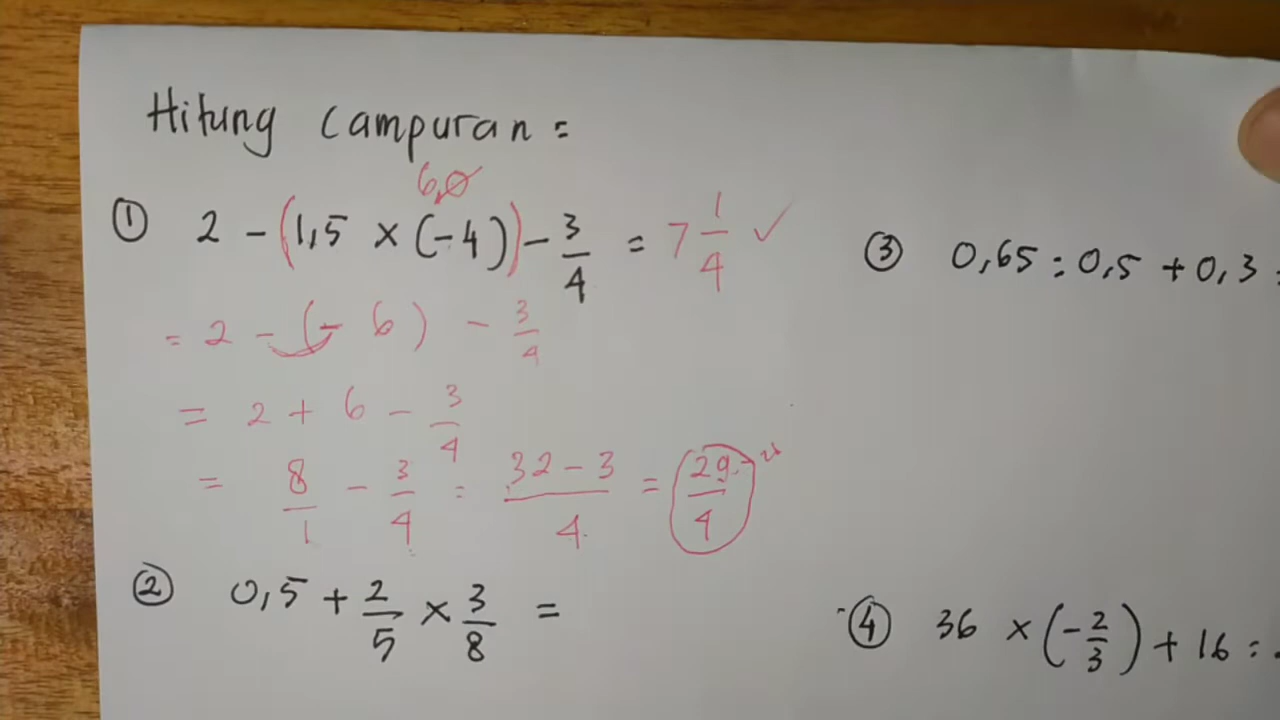 Hitung Campuran =
6,0
① 2 - (1,5 × (-4)) - 3/4 = 7 1/4 ✓
= 2 - (- 6) - 3/4
= 2 + 6 - 3/4
= 8/1 - 3/4 = 32 - 3/4 = 29/4
② 0,5 + 2/5 × 3/8 =
③ 0,65 : 0,5 + 0,3
④ 36 × (-2/3) + 16 :